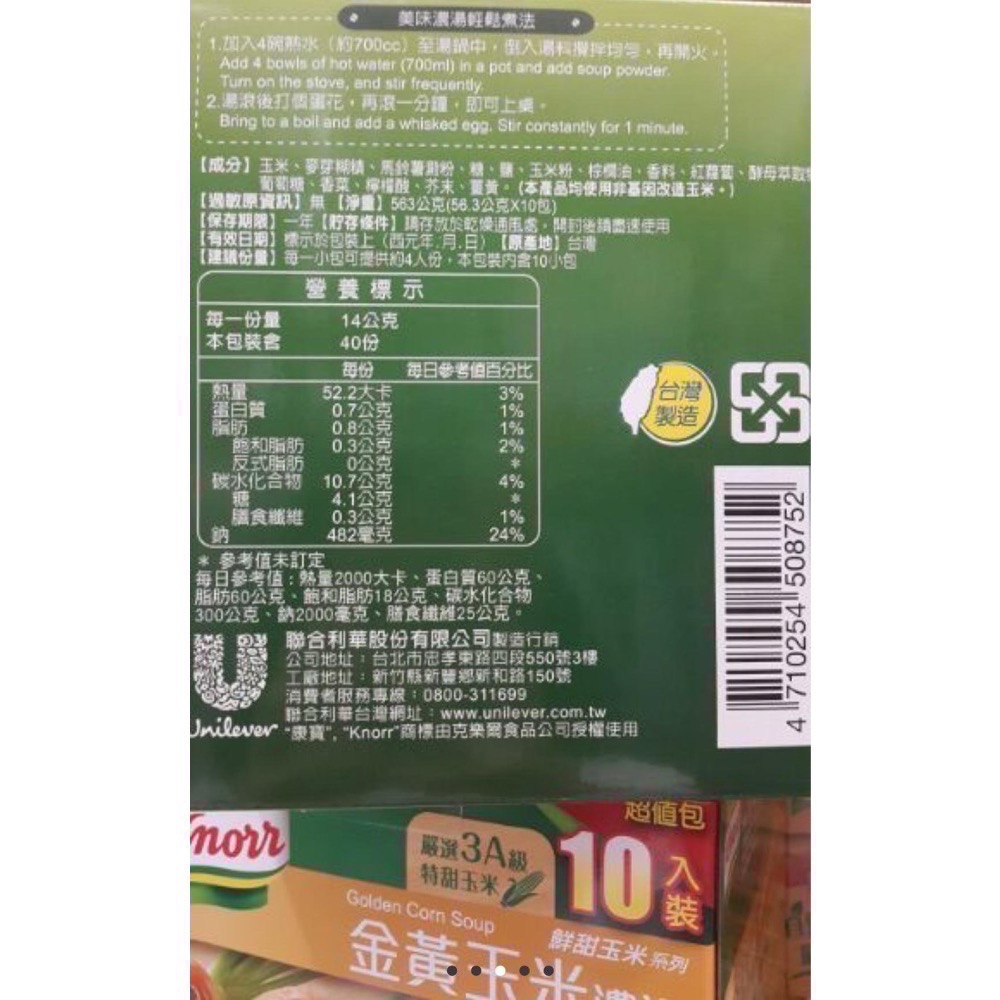 美味濃湯輕鬆煮法
1.加入4碗熱水（約700cc）至湯鍋中，倒入湯料攪拌均勻，再開火。
Add 4 bowls of hot water (700ml) in a pot and add soup powder.
Turn on the stove, and stir frequently.
2.湯滾後打個蛋花，再滾一分鐘，即可上桌。
Bring to a boil and add a whisked egg. Stir constantly for 1 minute.
【成分】玉米、麥芽糊精、馬鈴薯澱粉、糖、鹽、玉米粉、棕櫚油、香料、紅蘿蔔、酵母萃取物
葡萄糖、香菜、檸檬酸、芥末、薑黃。(本產品均使用非基因改造玉米。)
【過敏原資訊】無【淨重】563公克(56.3公克X10包)
【保存期限】一年【貯存條件】請存放於乾燥通風處，開封後請盡速使用
【有效日期】標示於包裝上（西元年.月.日）【原產地】台灣
【建議份量】每一小包可提供約4人份，本包裝內含10小包
營養標示
每一份量 14公克
本包裝含 40份
每份 每日參考值百分比
熱量 52.2大卡 3%
蛋白質 0.7公克 1%
脂肪 0.8公克 1%
飽和脂肪 0.3公克 2%
反式脂肪 0公克 *
碳水化合物 10.7公克 4%
糖 4.1公克 *
膳食纖維 0.3公克 1%
鈉 482毫克 24%
* 參考值未訂定
每日參考值：熱量2000大卡、蛋白質60公克、
脂肪60公克、飽和脂肪18公克、碳水化合物
300公克、鈉2000毫克、膳食纖維25公克。
台灣
製造
4 710254 508752
Unilever
聯合利華股份有限公司製造行銷
公司地址：台北市忠孝東路四段550號3樓
工廠地址：新竹縣新豐鄉新和路150號
消費者服務專線：0800-311699
聯合利華台灣網址：www.unilever.com.tw
"康寶", "Knorr"商標由克樂爾食品公司授權使用
Knorr
嚴選3A級
特甜玉米
超值包
10入裝
Golden Corn Soup
鮮甜玉米系列
金黃玉米濃湯